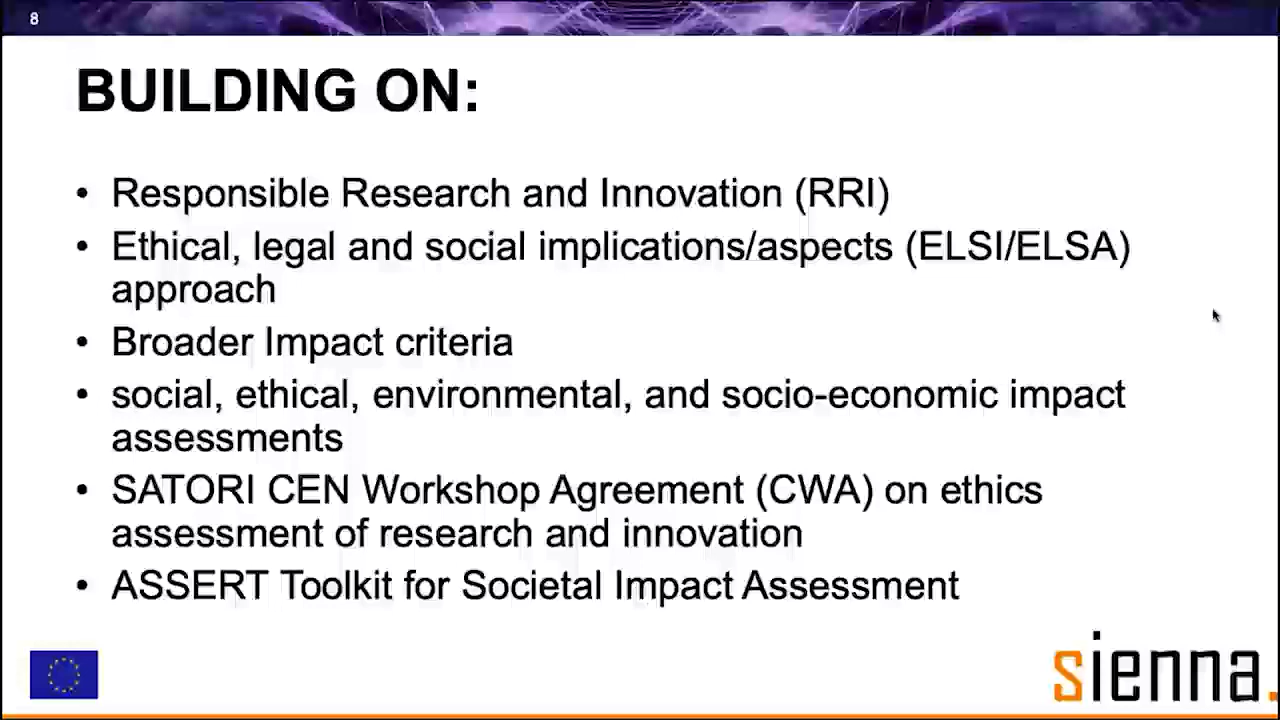 8
BUILDING ON:
• Responsible Research and Innovation (RRI)
• Ethical, legal and social implications/aspects (ELSI/ELSA)
approach
• Broader Impact criteria
• social, ethical, environmental, and socio-economic impact
assessments
• SATORI CEN Workshop Agreement (CWA) on ethics
assessment of research and innovation
• ASSERT Toolkit for Societal Impact Assessment
sienna.